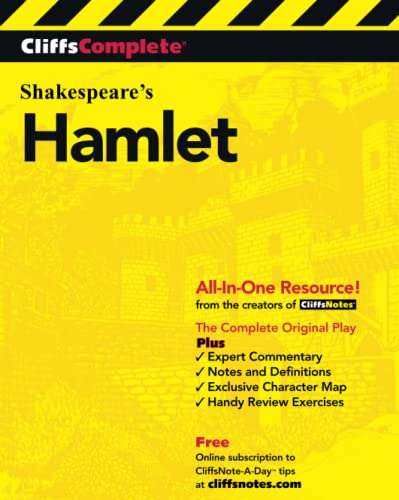 CliffsComplete®
Shakespeare's
Hamlet
All-In-One Resource!
from the creators of CliffsNotes®
The Complete Original Play
Plus
✓ Expert Commentary
✓ Notes and Definitions
✓ Exclusive Character Map
✓ Handy Review Exercises
Free
Online subscription to
CliffsNote-A-Day™ tips
at cliffsnotes.com